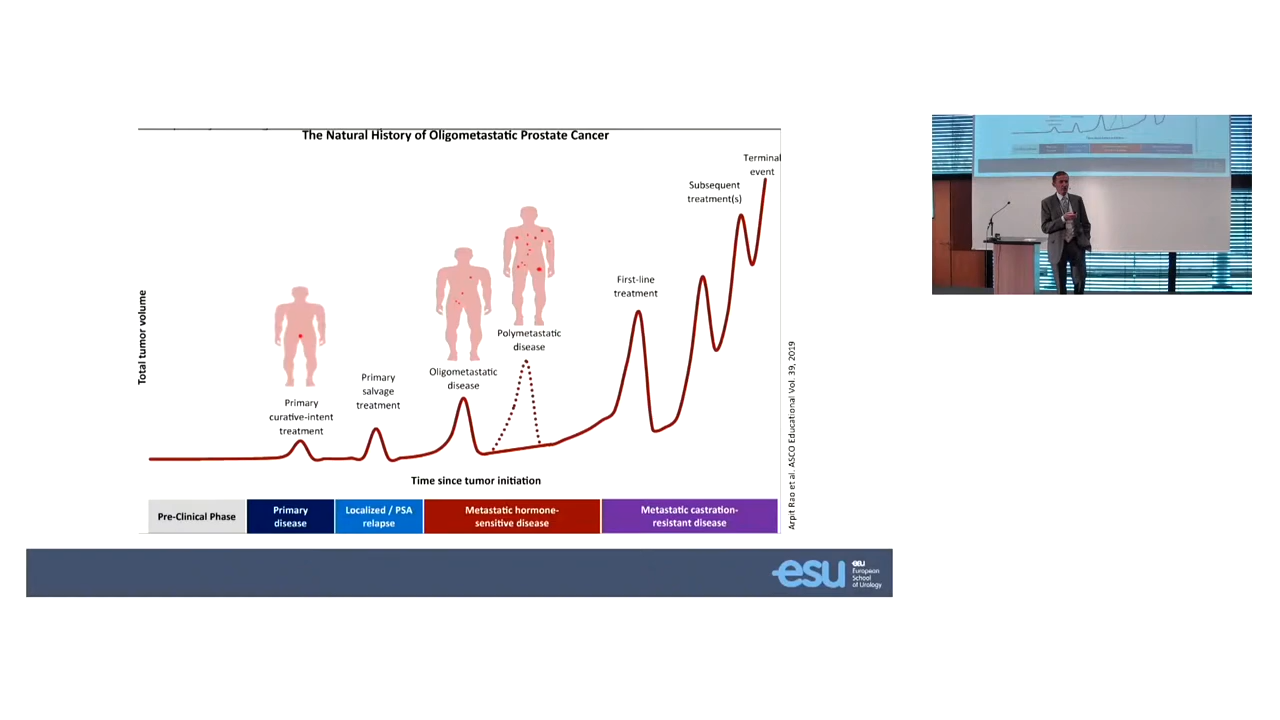 The Natural History of Oligometastatic Prostate Cancer
Terminal
event
Subsequent
treatment(s)
First-line
treatment
Polymetastatic
disease
Oligometastatic
disease
Primary
salvage
treatment
Primary
curative-intent
treatment
Total tumor volume
Time since tumor initiation
Pre-Clinical Phase
Primary
disease
Localized / PSA
relapse
Metastatic hormone-
sensitive disease
Metastatic castration-
resistant disease
Arpit Rao et al. ASCO Educational Vol. 39, 2019
esu
eau
European
School
of Urology